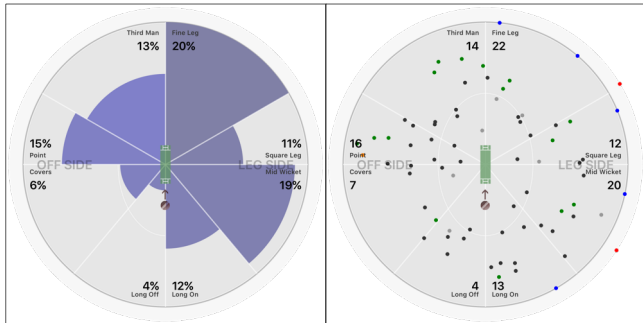 Third Man
13%
Fine Leg
20%
15%
Point
OFF SIDE
Covers
6%
11%
Square Leg
LEG SIDE
Mid Wicket
19%
4%
Long Off
12%
Long On
Third Man
14
Fine Leg
22
16
Point
OFF SIDE
Covers
7
12
Square Leg
LEG SIDE
Mid Wicket
20
4
Long Off
13
Long On